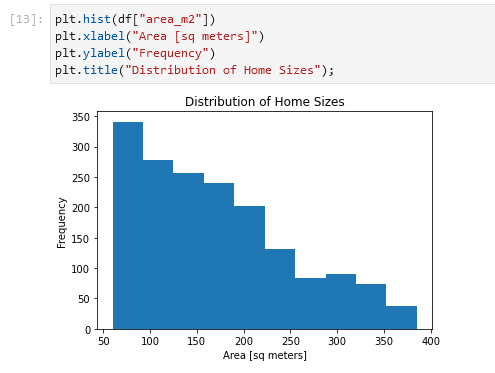 [13]: plt.hist(df["area_m2"])
plt.xlabel("Area [sq meters]")
plt.ylabel("Frequency")
plt.title("Distribution of Home Sizes");
Distribution of Home Sizes
350
300
250
200
150
100
50
0
Frequency
50 100 150 200 250 300 350 400
Area [sq meters]